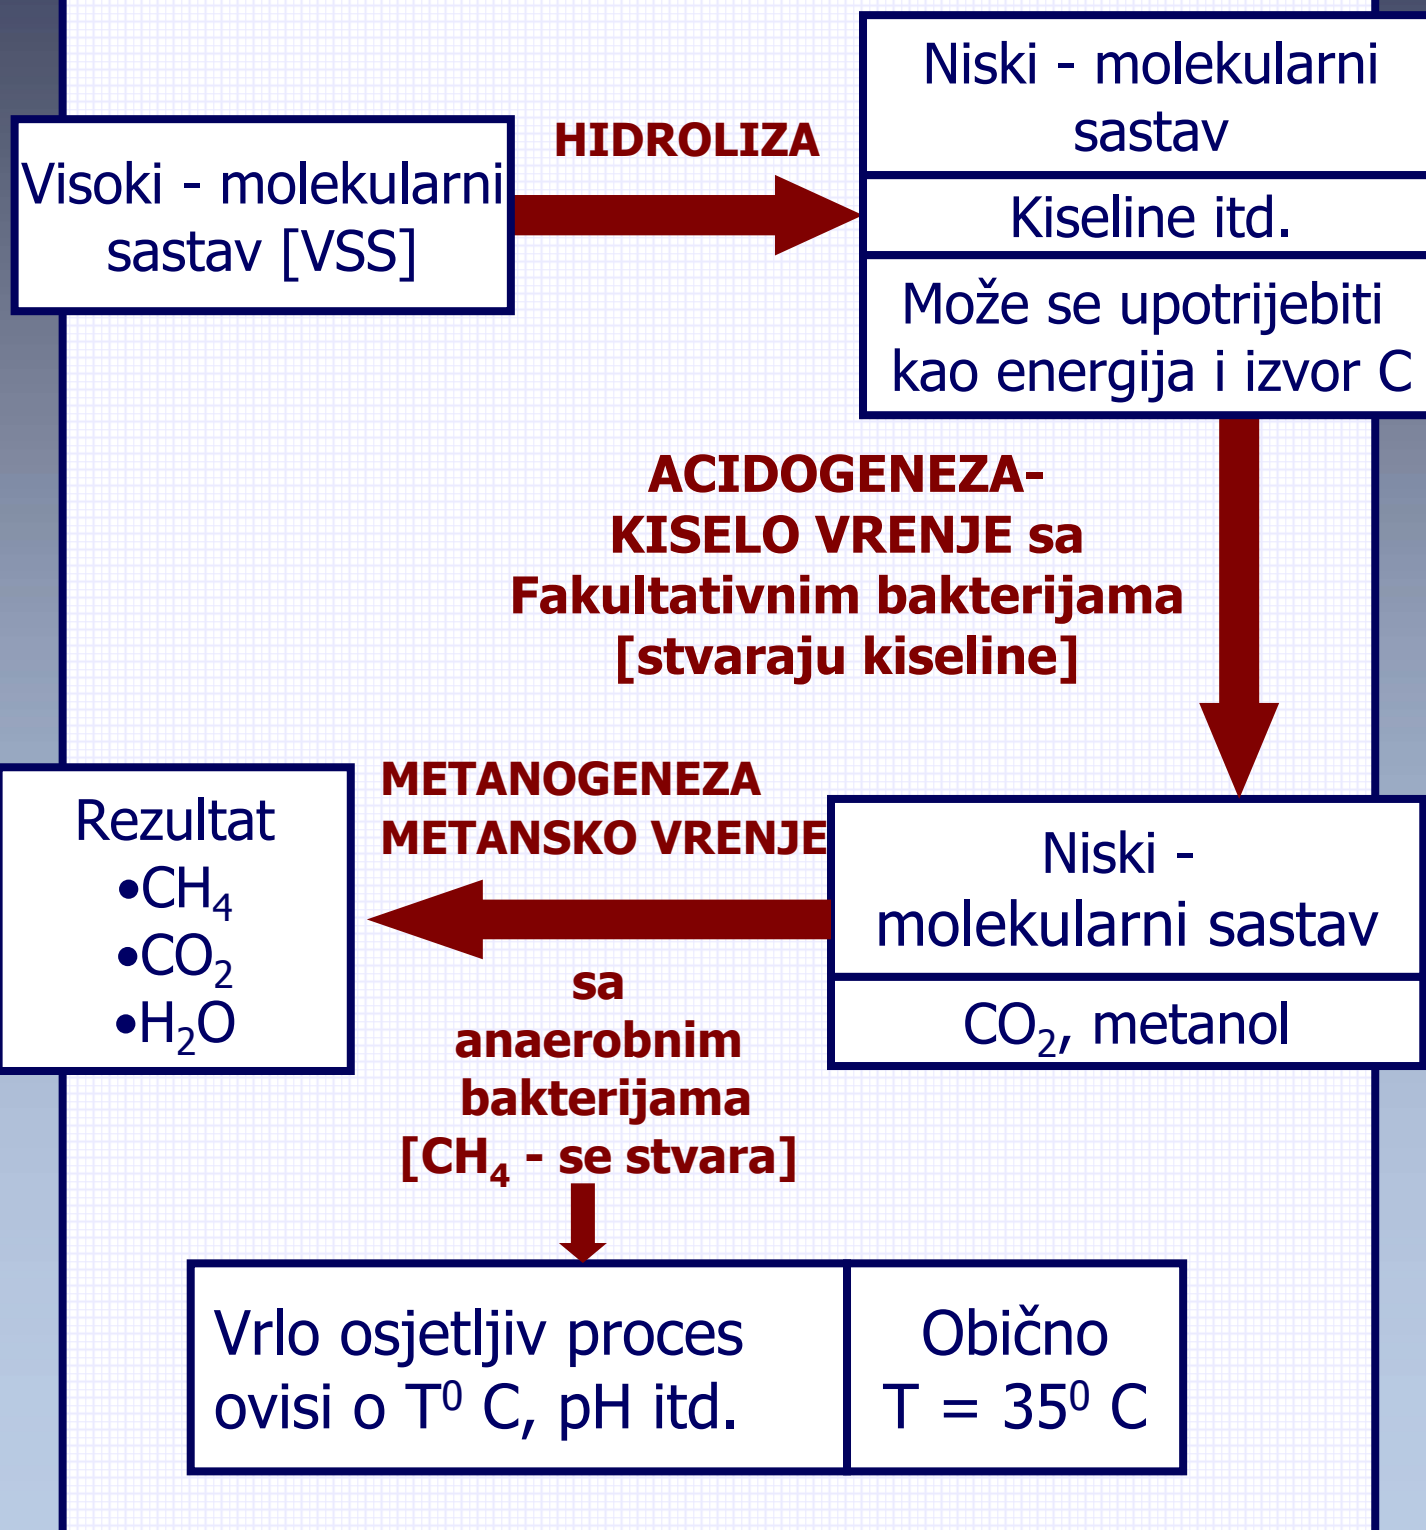 Visoki - molekularni
sastav [VSS]
HIDROLIZA
Niski - molekularni
sastav
Kiseline itd.
Može se upotrijebiti
kao energija i izvor C
ACIDOGENEZA-
KISELO VRENJE sa
Fakultativnim bakterijama
[stvaraju kiseline]
Niski -
molekularni sastav
CO₂, metanol
METANOGENEZA
METANSKO VRENJE
sa
anaerobnim
bakterijama
[CH₄ - se stvara]
Rezultat
•CH₄
•CO₂
•H₂O
Vrlo osjetljiv proces
ovisi o T⁰ C, pH itd.
Obično
T = 35⁰ C